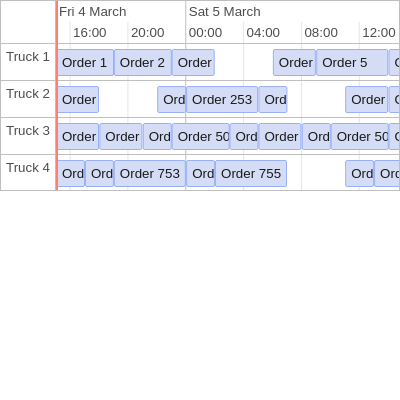 Fri 4 March Sat 5 March
16:00 20:00 00:00 04:00 08:00 12:00
Truck 1 Order 1 Order 2 Order Order Order 5
Truck 2 Order Ord Order 253 Ord Order
Truck 3 Order Order Ord Order 50 Ord Order Ord Order 50
Truck 4 Ord Ord Order 753 Ord Order 755 Ord Ord